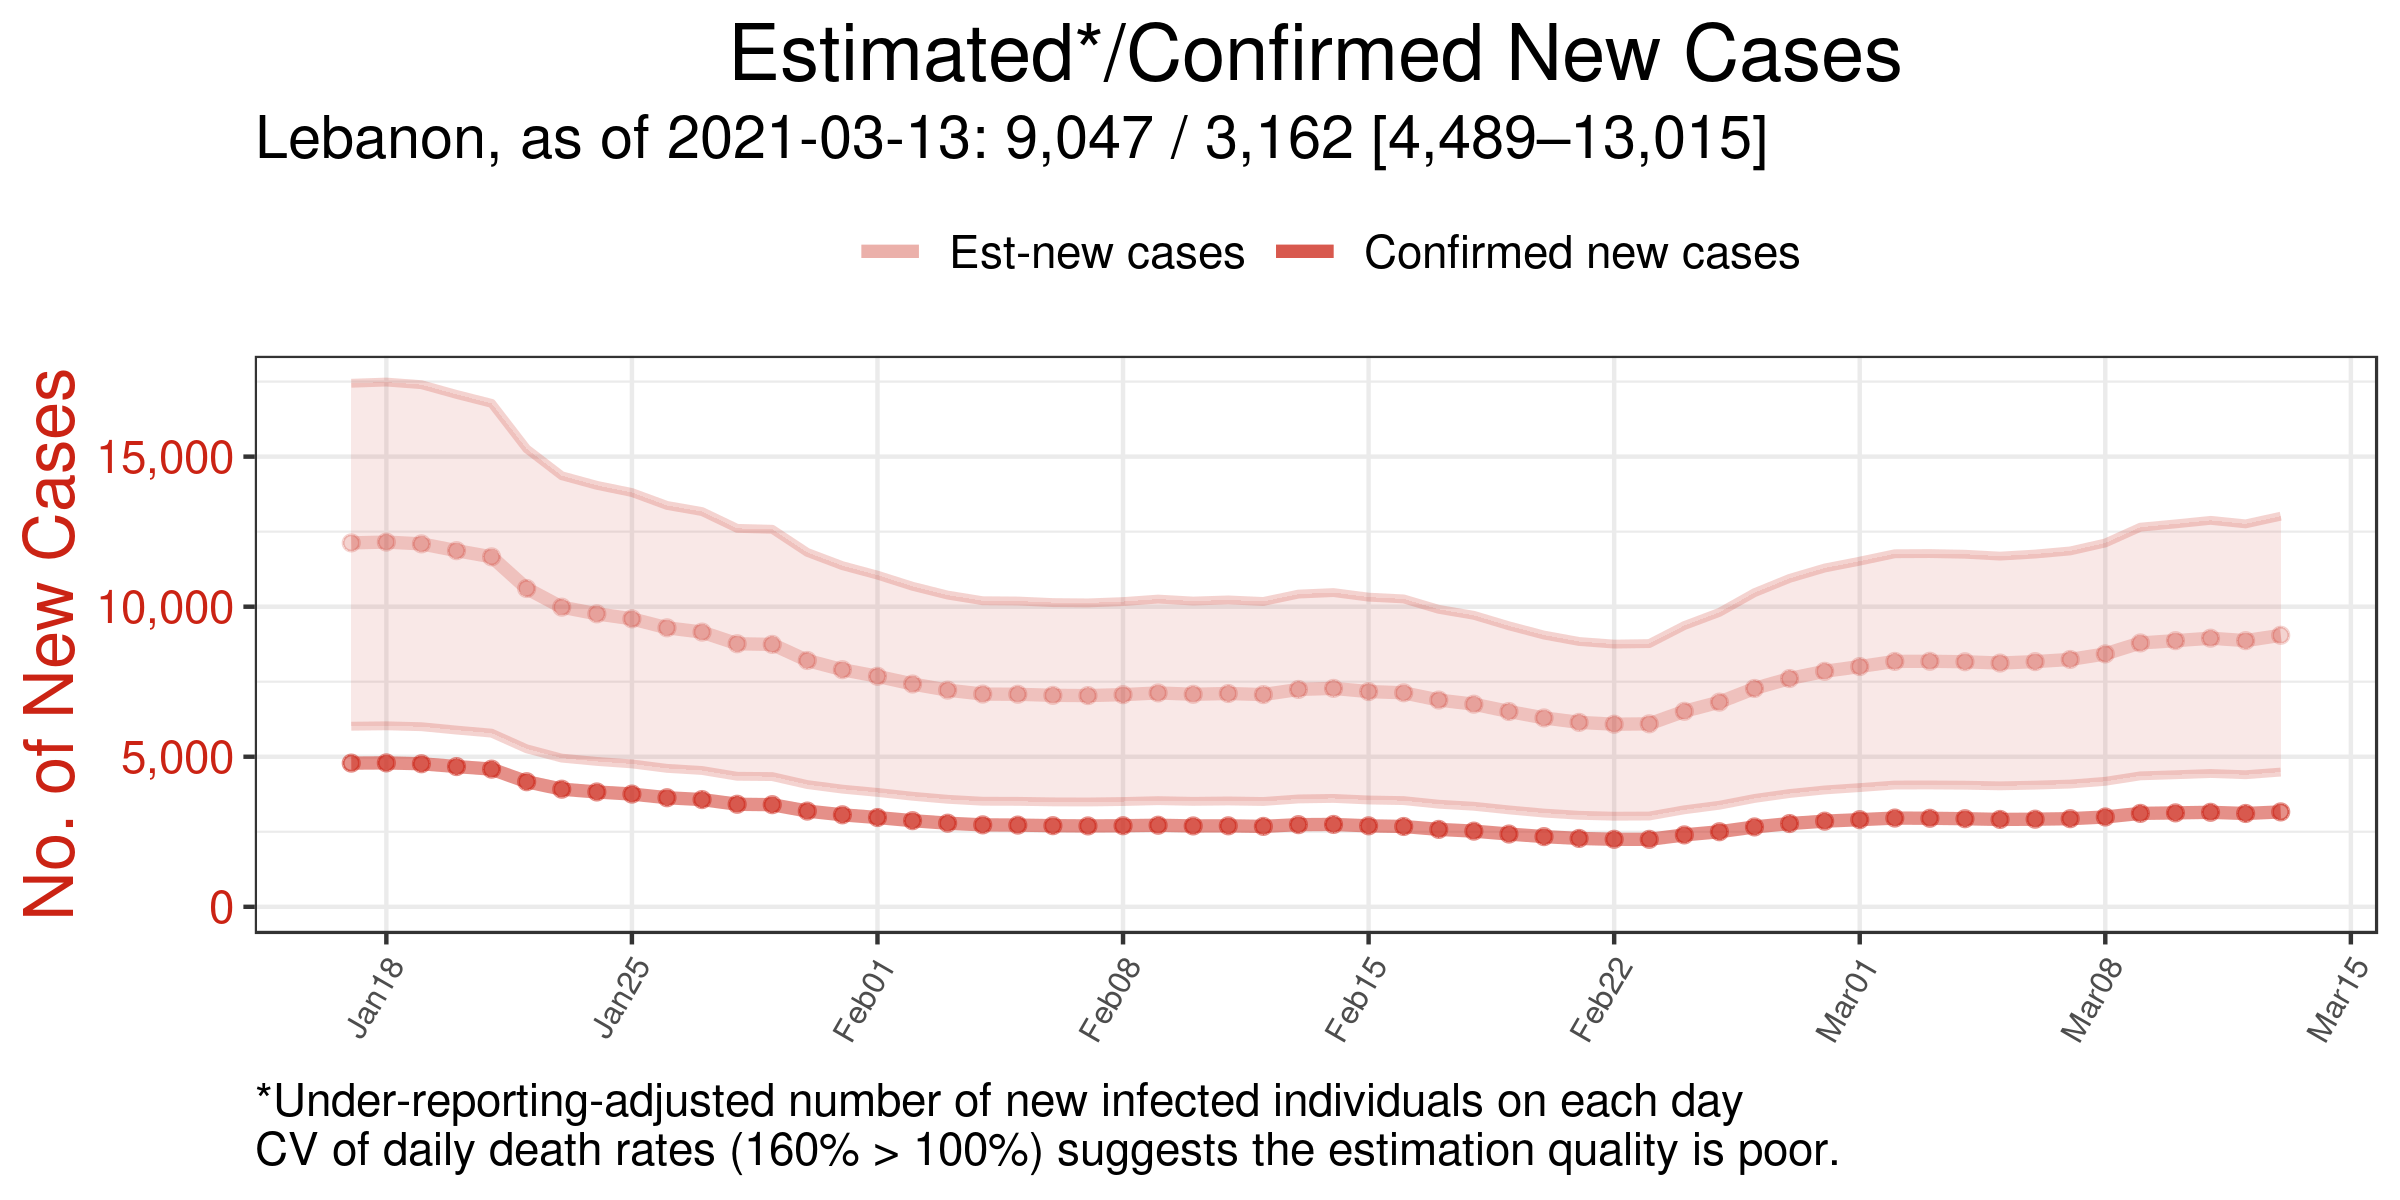 Estimated*/Confirmed New Cases
Lebanon, as of 2021-03-13: 9,047 / 3,162 [4,489–13,015]
Est-new cases Confirmed new cases
No. of New Cases
15,000
10,000
5,000
0
Jan18 Jan25 Feb01 Feb08 Feb15 Feb22 Mar01 Mar08 Mar15
*Under-reporting-adjusted number of new infected individuals on each day
CV of daily death rates (160% > 100%) suggests the estimation quality is poor.